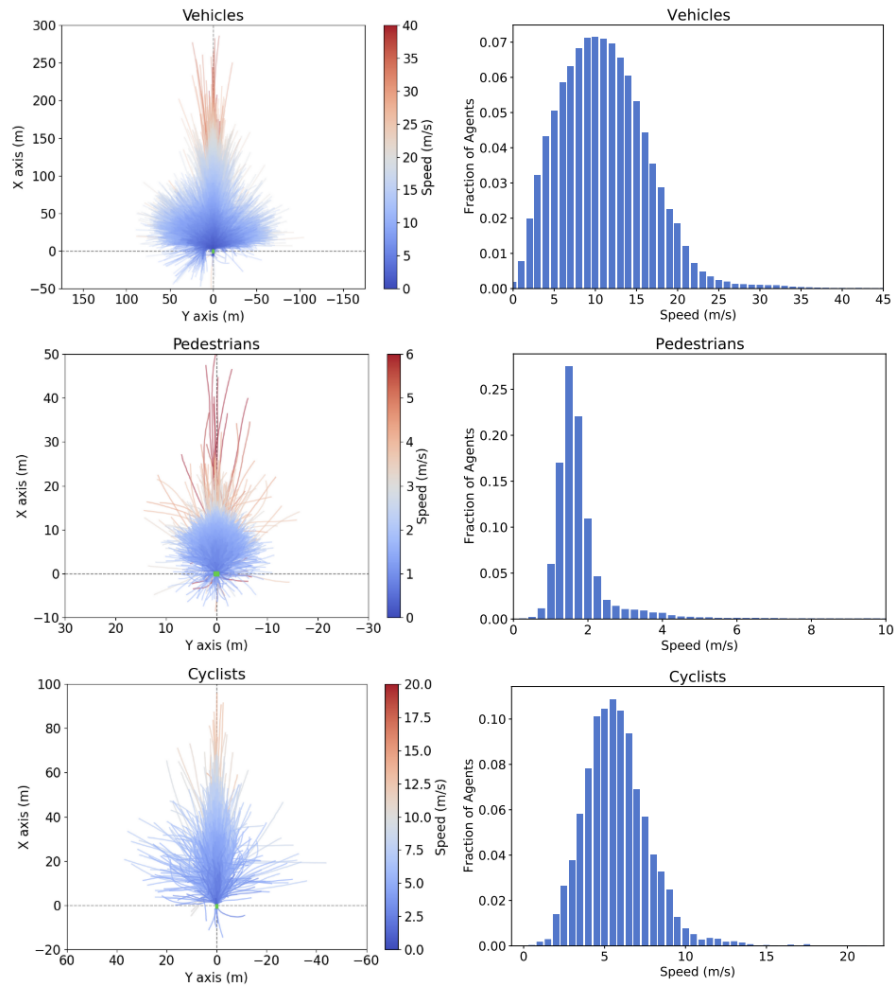 Vehicles
300
250
200
150
100
50
0
−50
X axis (m)
150 100 50 0 −50 −100 −150
Y axis (m)
40
35
30
25
20
15
10
5
0
Speed (m/s)
Vehicles
0.07
0.06
0.05
0.04
0.03
0.02
0.01
0.00
Fraction of Agents
0 5 10 15 20 25 30 35 40 45
Speed (m/s)
Pedestrians
50
40
30
20
10
0
−10
X axis (m)
30 20 10 0 −10 −20 −30
Y axis (m)
6
5
4
3
2
1
0
Speed (m/s)
Pedestrians
0.25
0.20
0.15
0.10
0.05
0.00
Fraction of Agents
0 2 4 6 8 10
Speed (m/s)
Cyclists
100
80
60
40
20
0
−20
X axis (m)
60 40 20 0 −20 −40 −60
Y axis (m)
20.0
17.5
15.0
12.5
10.0
7.5
5.0
2.5
0.0
Speed (m/s)
Cyclists
0.10
0.08
0.06
0.04
0.02
0.00
Fraction of Agents
0 5 10 15 20
Speed (m/s)